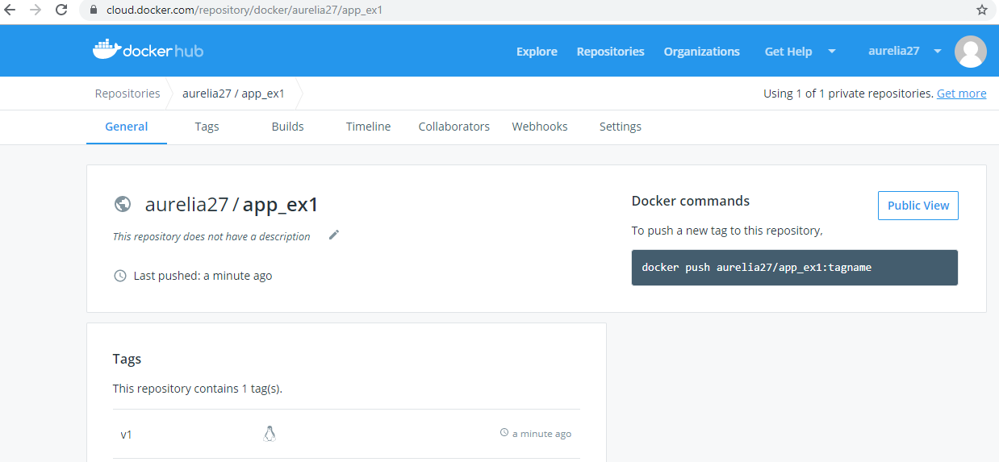 cloud.docker.com/repository/docker/aurelia27/app_ex1
docker hub
Explore Repositories Organizations Get Help aurelia27
Repositories aurelia27 / app_ex1 Using 1 of 1 private repositories. Get more
General Tags Builds Timeline Collaborators Webhooks Settings
aurelia27 / app_ex1
This repository does not have a description
Last pushed: a minute ago
Docker commands
Public View
To push a new tag to this repository,
docker push aurelia27/app_ex1:tagname
Tags
This repository contains 1 tag(s).
v1 a minute ago